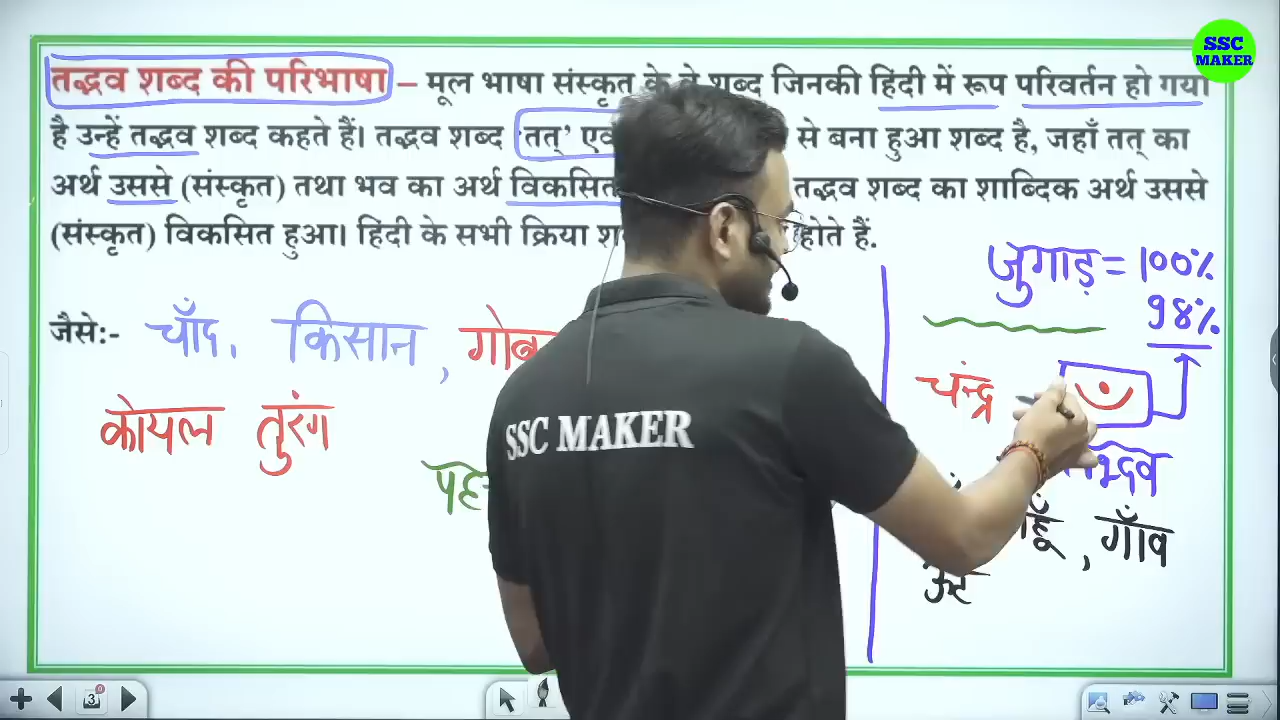 SSC
MAKER
तद्भव शब्द की परिभाषा – मूल भाषा संस्कृत के वे शब्द जिनकी हिंदी में रूप परिवर्तन हो गया
है उन्हें तद्भव शब्द कहते हैं। तद्भव शब्द 'तत्' एव से बना हुआ शब्द है, जहाँ तत् का
अर्थ उससे (संस्कृत) तथा भव का अर्थ विकसित तद्भव शब्द का शाब्दिक अर्थ उससे
(संस्कृत) विकसित हुआ। हिंदी के सभी क्रिया श होते हैं.
जुगाड़ = 100%
98%
जैसे:- चाँद, किसान, गोब
चन्द्र
कोयल तुरंग
पह
गाँव
ऊँट
SSC MAKER
3